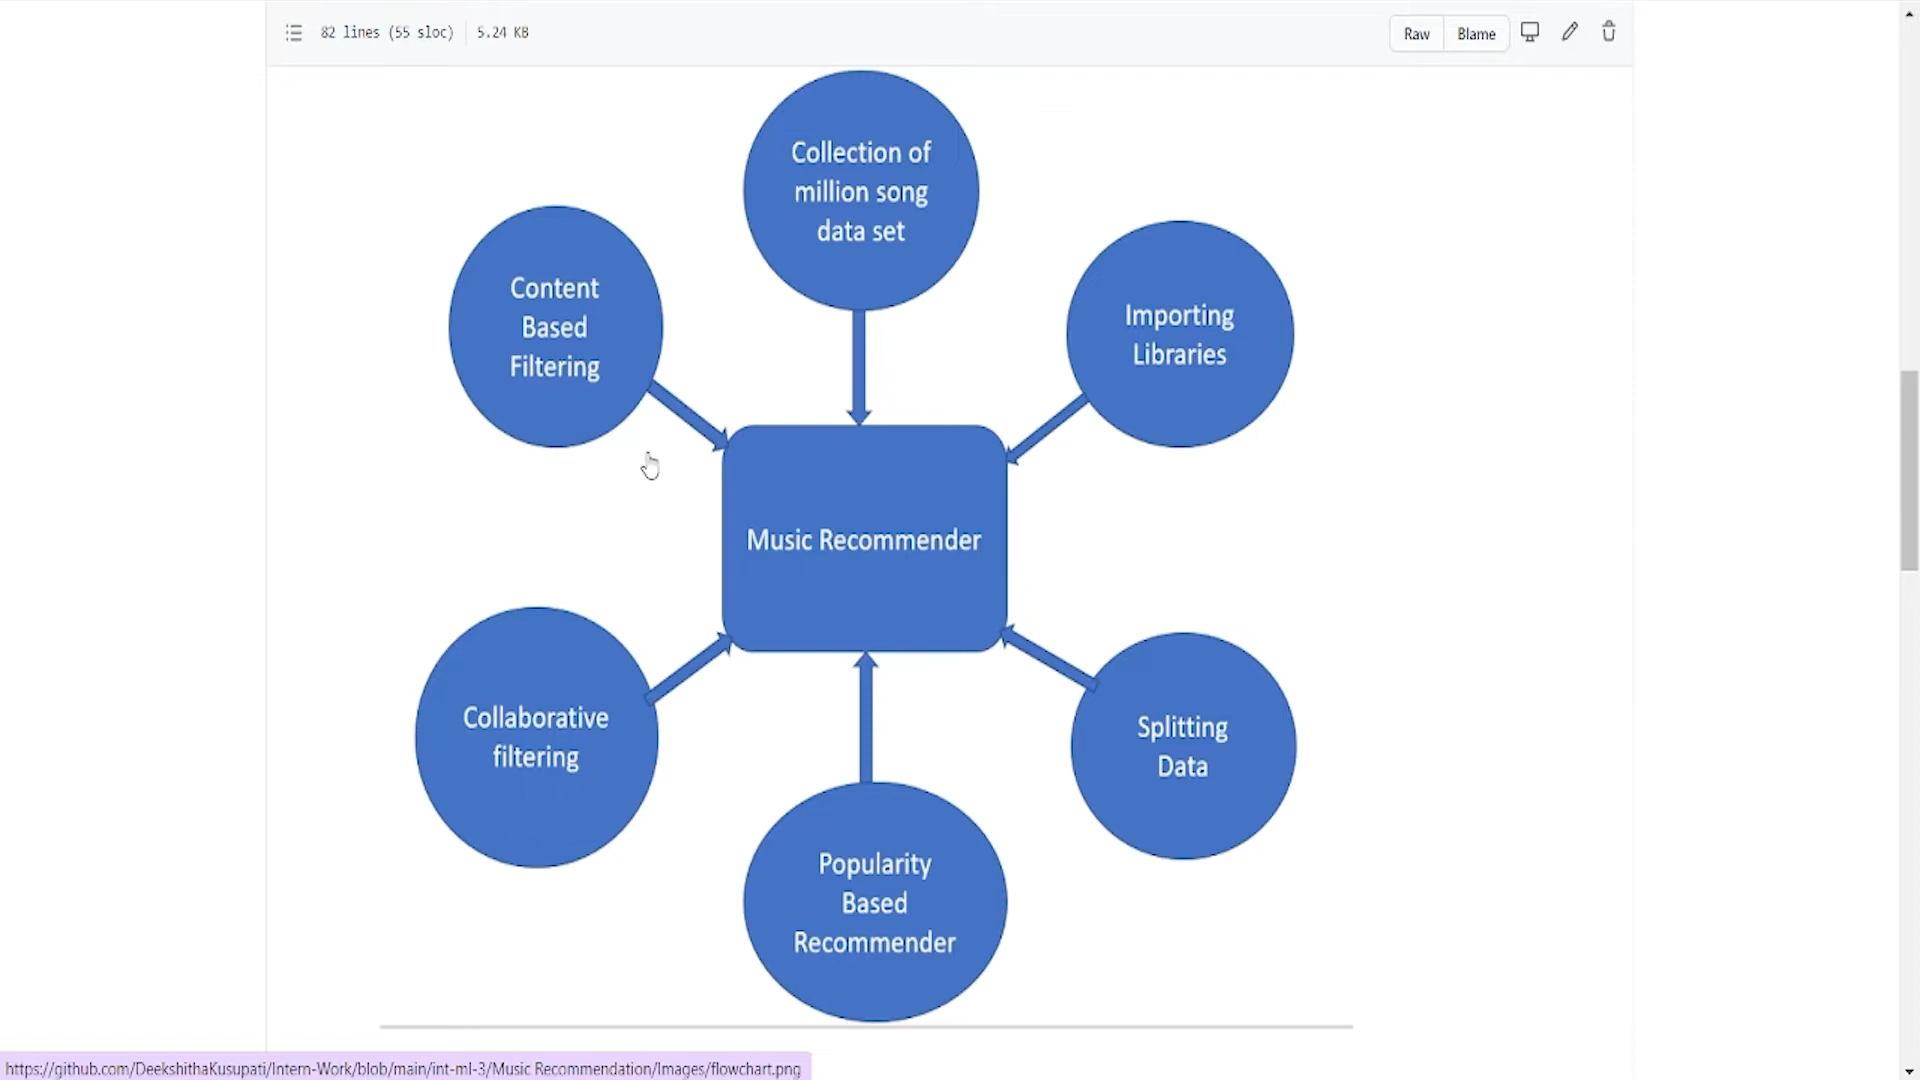 82 lines (55 sloc) 5.24 KB
Raw Blame
Collection of
million song
data set
Content
Based
Filtering
Importing
Libraries
Music Recommender
Collaborative
filtering
Splitting
Data
Popularity
Based
Recommender
https://github.com/DeekshithaKusupati/Intern-Work/blob/main/int-ml-3/Music Recommendation/Images/flowchart.png